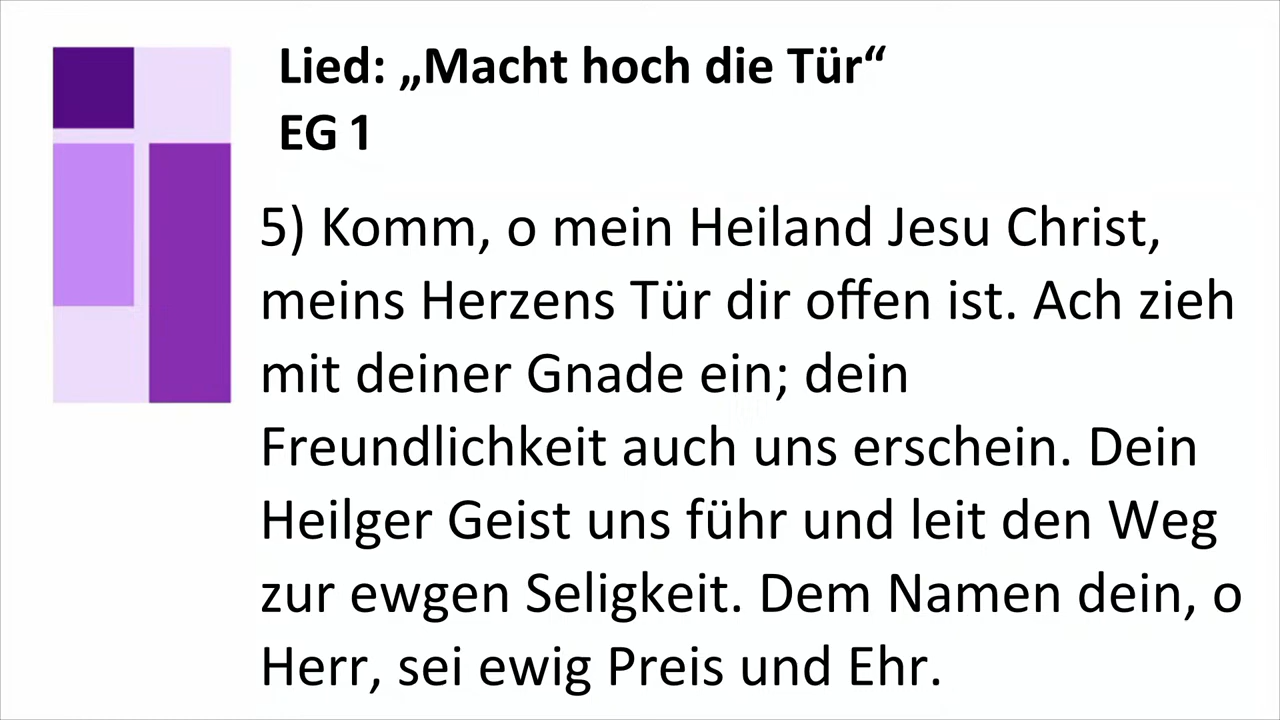 Lied: „Macht hoch die Tür“
EG 1
5) Komm, o mein Heiland Jesu Christ,
meins Herzens Tür dir offen ist. Ach zieh
mit deiner Gnade ein; dein
Freundlichkeit auch uns erschein. Dein
Heilger Geist uns führ und leit den Weg
zur ewgen Seligkeit. Dem Namen dein, o
Herr, sei ewig Preis und Ehr.